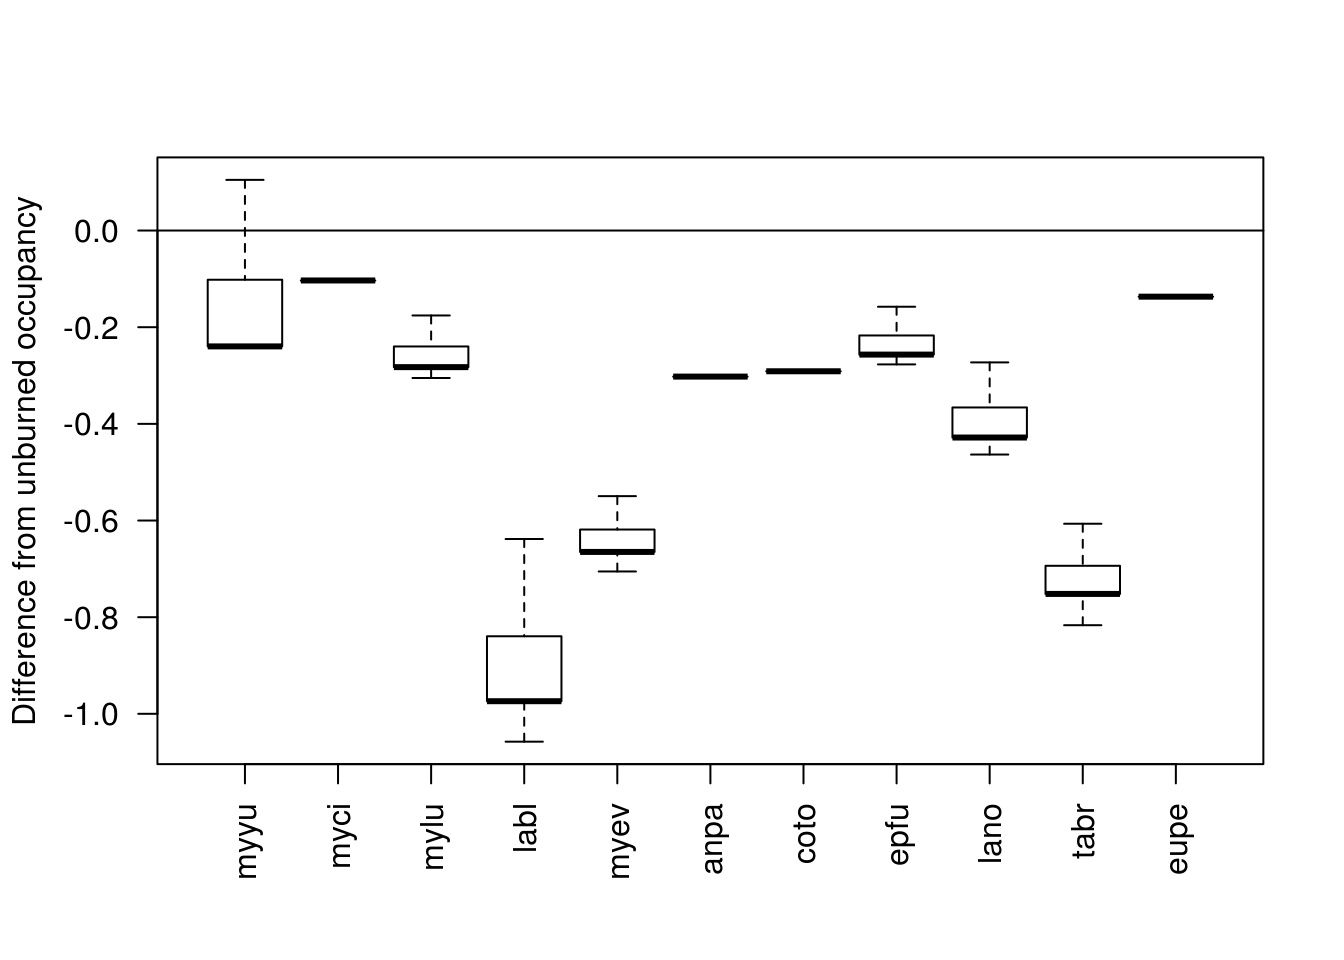 Difference from unburned occupancy
0.0
-0.2
-0.4
-0.6
-0.8
-1.0
myyu
myci
mylu
labl
myev
anpa
coto
epfu
lano
tabr
eupe